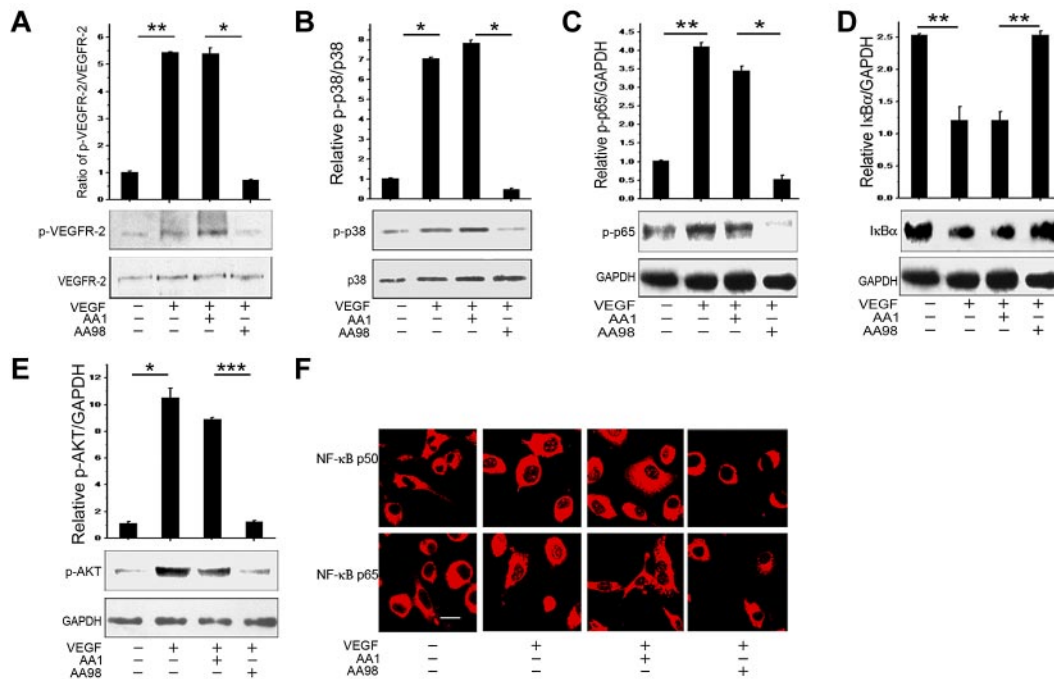 A
Ratio of p-VEGFR-2/VEGFR-2
6
5
4
3
2
1
0
** *
p-VEGFR-2
VEGFR-2
VEGF – + + +
AA1 +
AA98 +
B
Relative p-p38/p38
8
7
6
5
4
3
2
1
0
* *
p-p38
p38
– + + +
+
+
C
Relative p-p65/GAPDH
4.5
4.0
3.5
3.0
2.5
2.0
1.5
1.0
0.5
0.0
** *
p-p65
GAPDH
VEGF – + + +
AA1 +
AA98 +
D
Relative IκBα/GAPDH
2.5
2.0
1.5
1.0
0.5
0.0
** **
IκBα
GAPDH
VEGF – + + +
AA1 – – + –
AA98 – – – +
E
Relative p-AKT/GAPDH
12
10
8
6
4
2
0
* ***
p-AKT
GAPDH
VEGF – + + +
AA1 – – + –
AA98 – – – +
F
NF-κB p50
NF-κB p65
VEGF – + + +
AA1 – – + –
AA98 – – – +